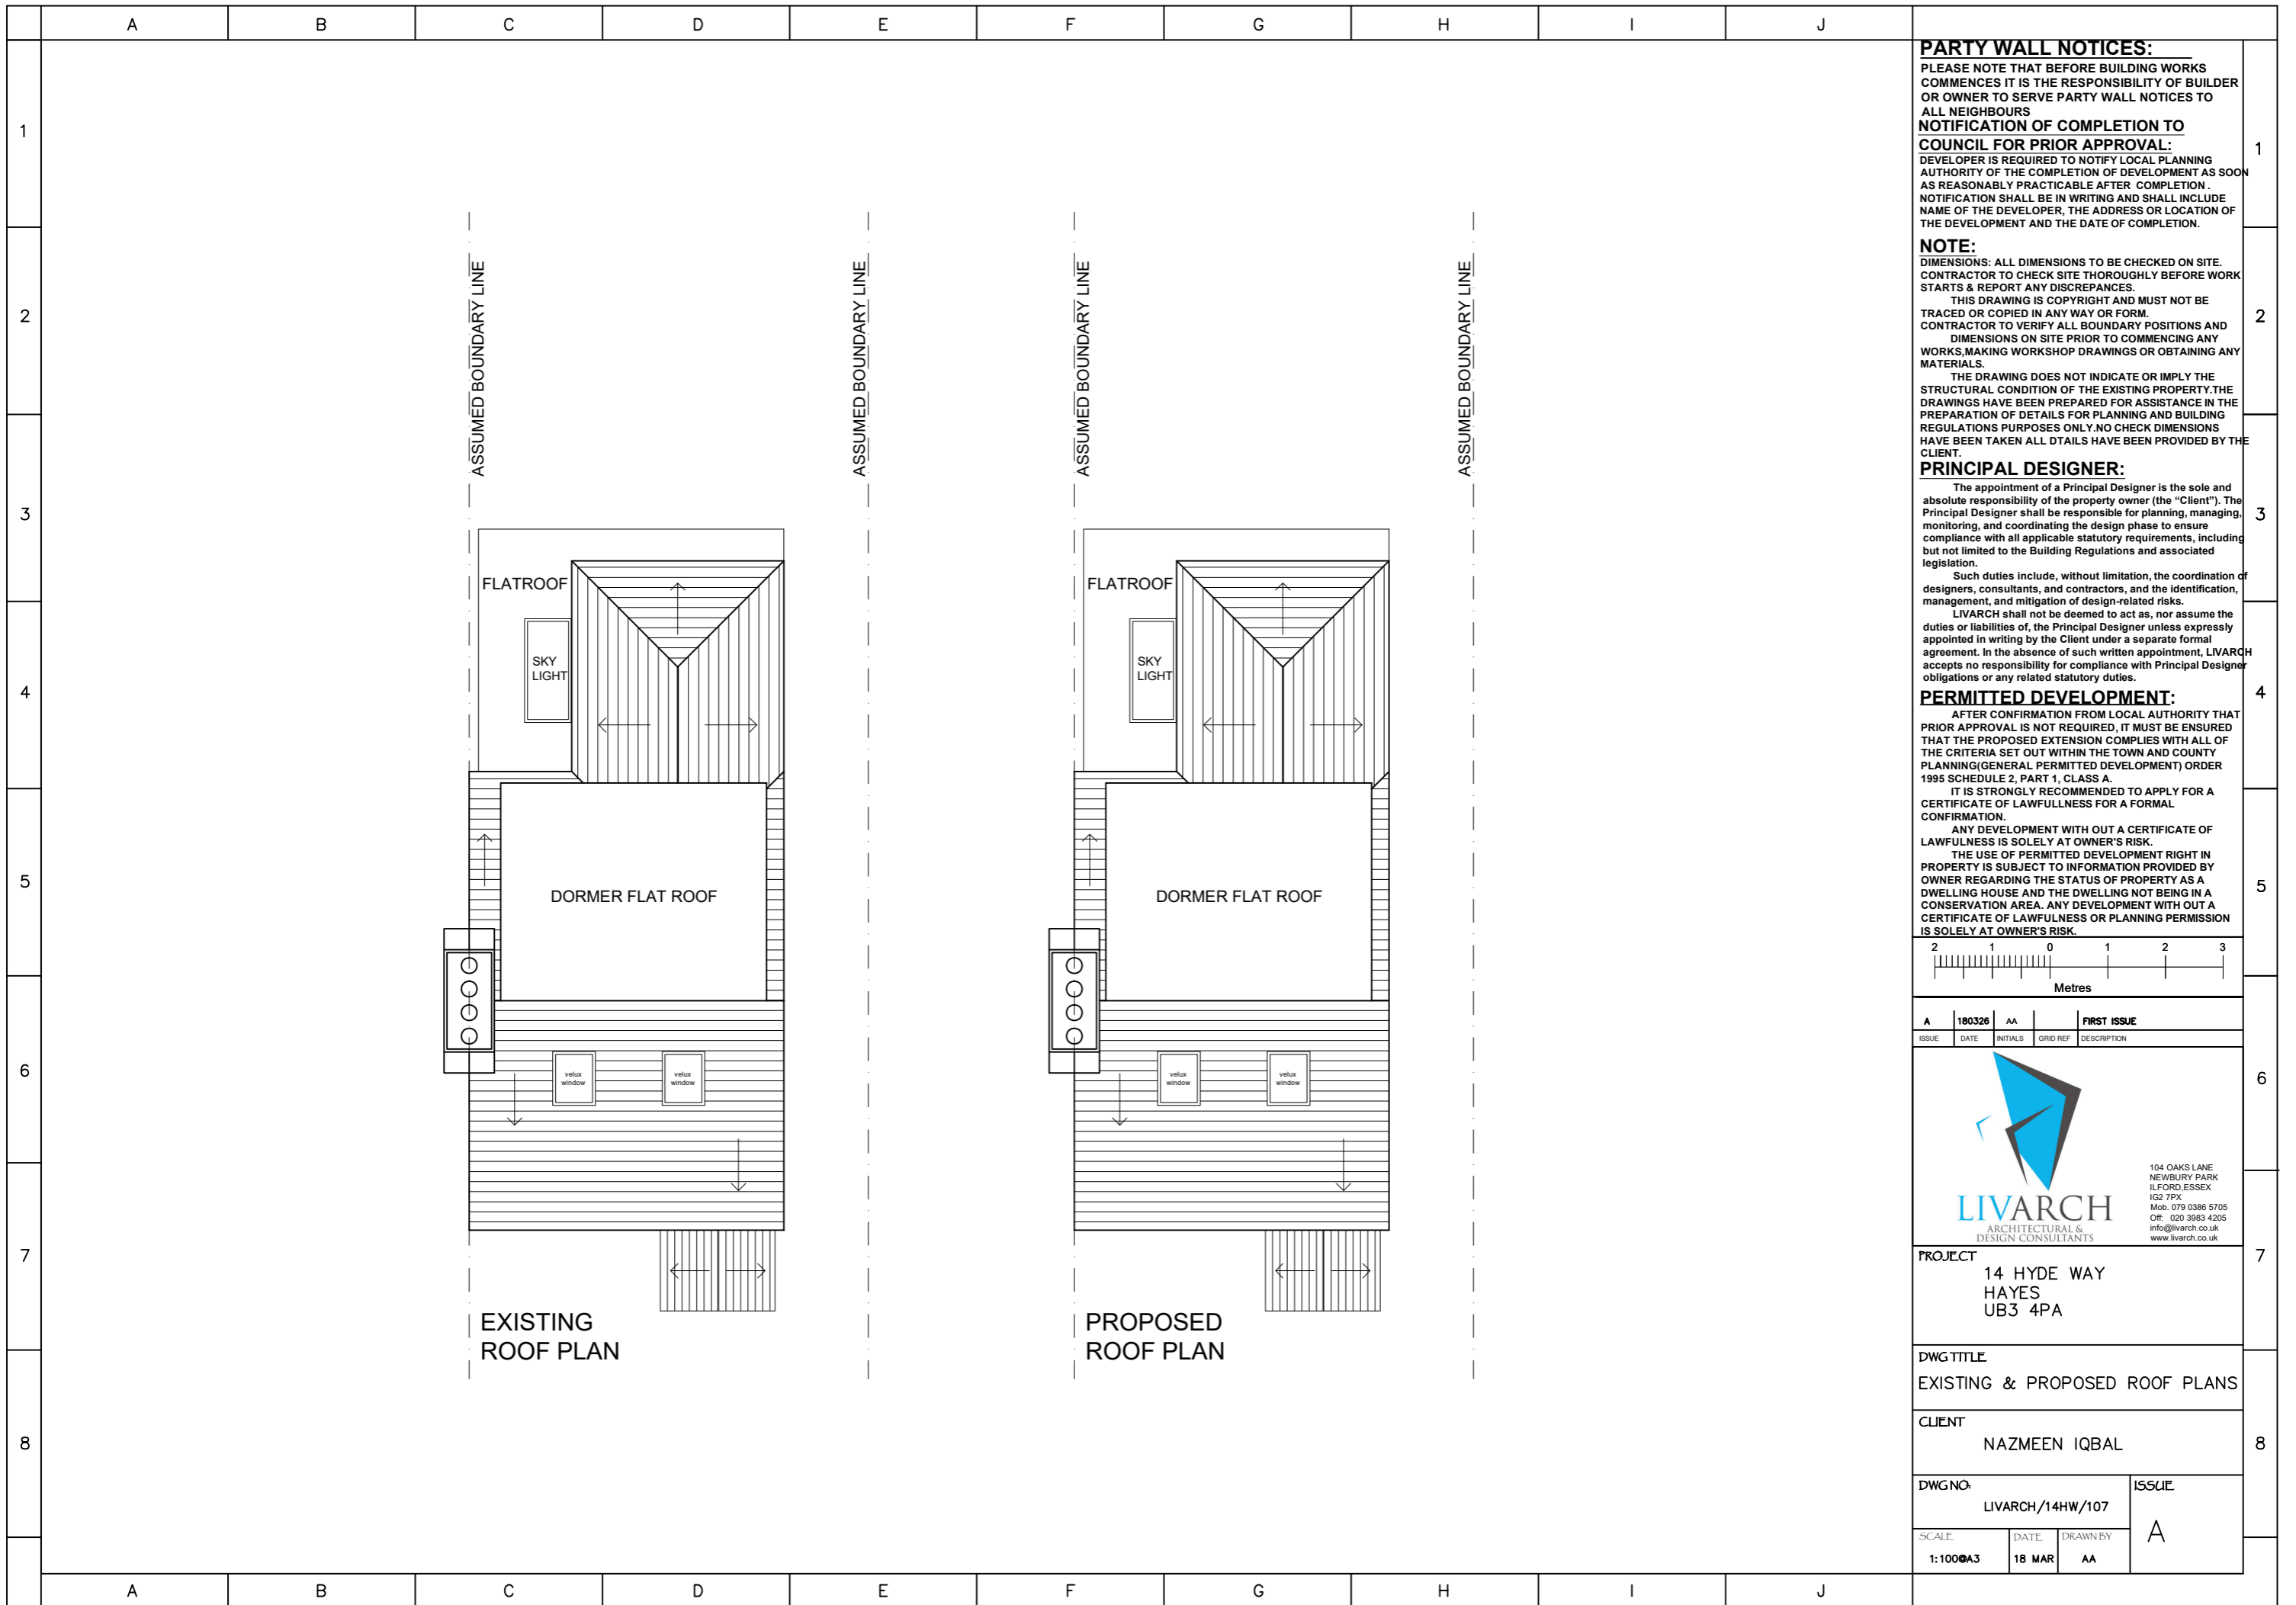 A B C D E F G H I J
1
2
3
4
5
6
7
8
ASSUMED BOUNDARY LINE
ASSUMED BOUNDARY LINE
FLATROOF
SKY
LIGHT
DORMER FLAT ROOF
velux
window
velux
window
EXISTING
ROOF PLAN
ASSUMED BOUNDARY LINE
ASSUMED BOUNDARY LINE
FLATROOF
SKY
LIGHT
DORMER FLAT ROOF
velux
window
velux
window
PROPOSED
ROOF PLAN
A B C D E F G H I J
PARTY WALL NOTICES:
PLEASE NOTE THAT BEFORE BUILDING WORKS
COMMENCES IT IS THE RESPONSIBILITY OF BUILDER
OR OWNER TO SERVE PARTY WALL NOTICES TO
ALL NEIGHBOURS
NOTIFICATION OF COMPLETION TO
COUNCIL FOR PRIOR APPROVAL:
DEVELOPER IS REQUIRED TO NOTIFY LOCAL PLANNING
AUTHORITY OF THE COMPLETION OF DEVELOPMENT AS SOON
AS REASONABLY PRACTICABLE AFTER COMPLETION .
NOTIFICATION SHALL BE IN WRITING AND SHALL INCLUDE
NAME OF THE DEVELOPER, THE ADDRESS OR LOCATION OF
THE DEVELOPMENT AND THE DATE OF COMPLETION.
NOTE:
DIMENSIONS: ALL DIMENSIONS TO BE CHECKED ON SITE.
CONTRACTOR TO CHECK SITE THOROUGHLY BEFORE WORK
STARTS & REPORT ANY DISCREPANCES.
THIS DRAWING IS COPYRIGHT AND MUST NOT BE
TRACED OR COPIED IN ANY WAY OR FORM.
CONTRACTOR TO VERIFY ALL BOUNDARY POSITIONS AND
DIMENSIONS ON SITE PRIOR TO COMMENCING ANY
WORKS,MAKING WORKSHOP DRAWINGS OR OBTAINING ANY
MATERIALS.
THE DRAWING DOES NOT INDICATE OR IMPLY THE
STRUCTURAL CONDITION OF THE EXISTING PROPERTY.THE
DRAWINGS HAVE BEEN PREPARED FOR ASSISTANCE IN THE
PREPARATION OF DETAILS FOR PLANNING AND BUILDING
REGULATIONS PURPOSES ONLY.NO CHECK DIMENSIONS
HAVE BEEN TAKEN ALL DTAILS HAVE BEEN PROVIDED BY THE
CLIENT.
PRINCIPAL DESIGNER:
The appointment of a Principal Designer is the sole and
absolute responsibility of the property owner (the “Client”). The
Principal Designer shall be responsible for planning, managing,
monitoring, and coordinating the design phase to ensure
compliance with all applicable statutory requirements, including
but not limited to the Building Regulations and associated
legislation.
Such duties include, without limitation, the coordination of
designers, consultants, and contractors, and the identification,
management, and mitigation of design-related risks.
LIVARCH shall not be deemed to act as, nor assume the
duties or liabilities of, the Principal Designer unless expressly
appointed in writing by the Client under a separate formal
agreement. In the absence of such written appointment, LIVARCH
accepts no responsibility for compliance with Principal Designer
obligations or any related statutory duties.
PERMITTED DEVELOPMENT:
AFTER CONFIRMATION FROM LOCAL AUTHORITY THAT
PRIOR APPROVAL IS NOT REQUIRED, IT MUST BE ENSURED
THAT THE PROPOSED EXTENSION COMPLIES WITH ALL OF
THE CRITERIA SET OUT WITHIN THE TOWN AND COUNTY
PLANNING(GENERAL PERMITTED DEVELOPMENT) ORDER
1995 SCHEDULE 2, PART 1, CLASS A.
IT IS STRONGLY RECOMMENDED TO APPLY FOR A
CERTIFICATE OF LAWFULLNESS FOR A FORMAL
CONFIRMATION.
ANY DEVELOPMENT WITH OUT A CERTIFICATE OF
LAWFULNESS IS SOLELY AT OWNER'S RISK.
THE USE OF PERMITTED DEVELOPMENT RIGHT IN
PROPERTY IS SUBJECT TO INFORMATION PROVIDED BY
OWNER REGARDING THE STATUS OF PROPERTY AS A
DWELLING HOUSE AND THE DWELLING NOT BEING IN A
CONSERVATION AREA. ANY DEVELOPMENT WITH OUT A
CERTIFICATE OF LAWFULNESS OR PLANNING PERMISSION
IS SOLELY AT OWNER'S RISK.
2 1 0 1 2 3
Metres
A 180326 AA FIRST ISSUE
ISSUE DATE INITIALS GRID REF DESCRIPTION
LIVARCH
ARCHITECTURAL &
DESIGN CONSULTANTS
104 OAKS LANE
NEWBURY PARK
ILFORD,ESSEX
IG2 7PX
Mob. 079 0386 5705
Off: 020 3983 4205
info@livarch.co.uk
www.livarch.co.uk
PROJECT
14 HYDE WAY
HAYES
UB3 4PA
DWG TITLE
EXISTING & PROPOSED ROOF PLANS
CLIENT
NAZMEEN IQBAL
DWG NO.
LIVARCH/14HW/107
ISSUE
A
SCALE DATE DRAWN BY
1:100@A3 18 MAR AA
1
2
3
4
5
6
7
8